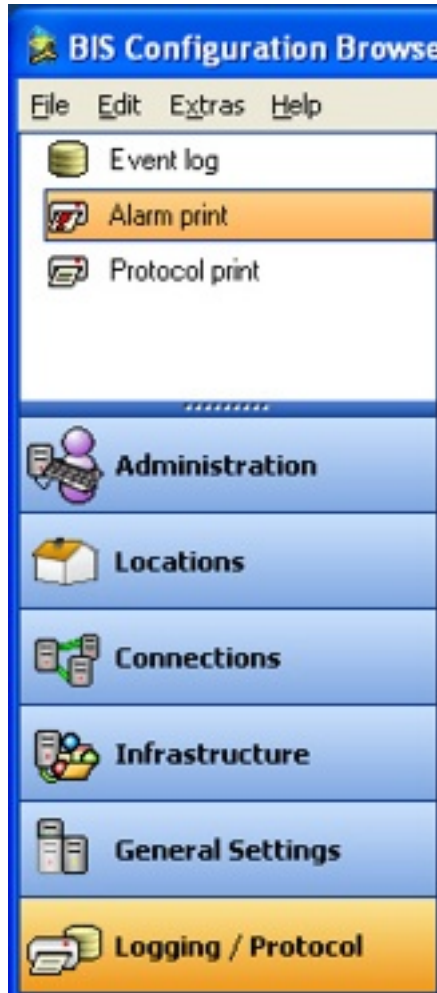 BIS Configuration Browse
File Edit Extras Help
Event log
Alarm print
Protocol print
Administration
Locations
Connections
Infrastructure
General Settings
Logging / Protocol